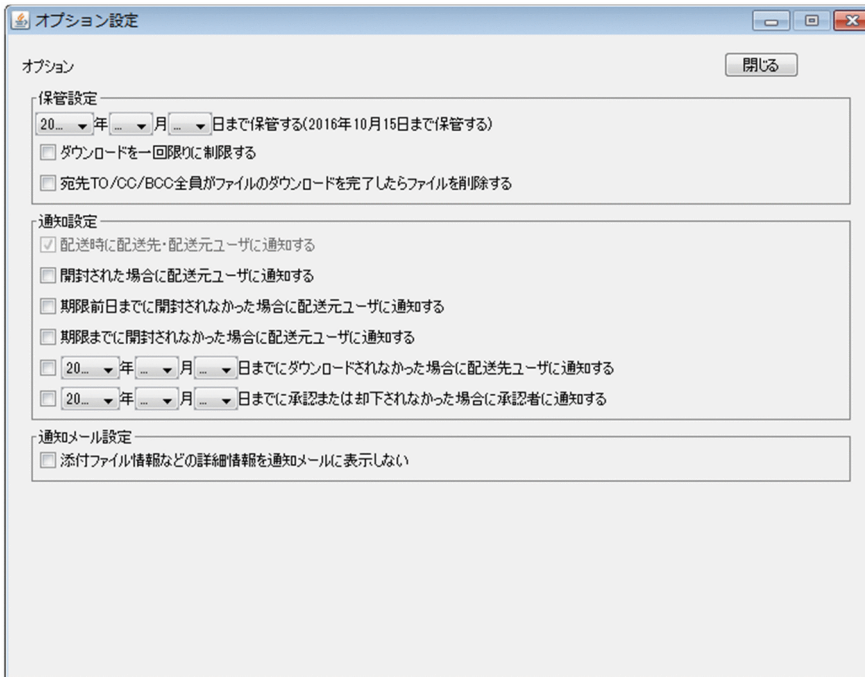 オプション設定
オプション
閉じる
保管設定
20... 年 ... 月 ... 日まで保管する(2016年10月15日まで保管する)
ダウンロードを一回限りに制限する
宛先TO/CC/BCC全員がファイルのダウンロードを完了したらファイルを削除する
通知設定
配送時に配送先・配送元ユーザに通知する
開封された場合に配送元ユーザに通知する
期限前日までに開封されなかった場合に配送元ユーザに通知する
期限までに開封されなかった場合に配送元ユーザに通知する
20... 年 ... 月 ... 日までにダウンロードされなかった場合に配送先ユーザに通知する
20... 年 ... 月 ... 日までに承認または却下されなかった場合に承認者に通知する
通知メール設定
添付ファイル情報などの詳細情報を通知メールに表示しない